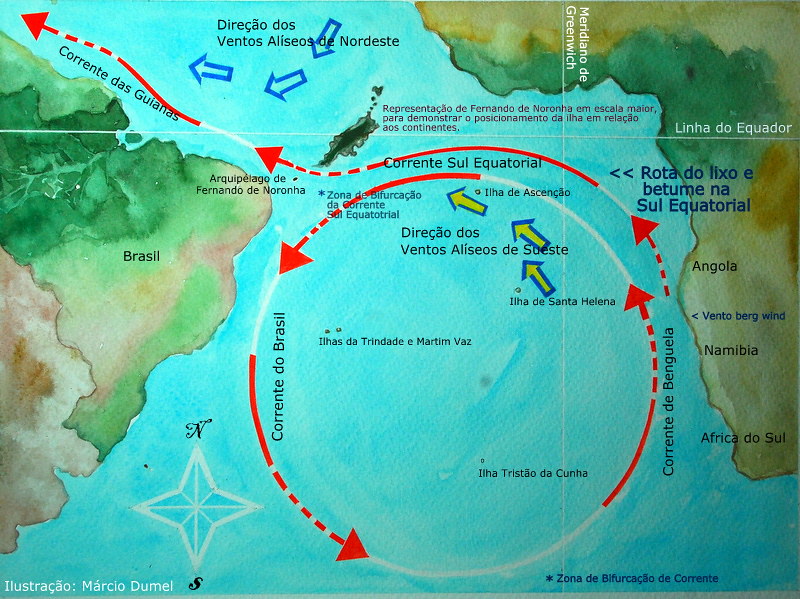 Direção dos
Ventos Alíseos de Nordeste
Meridiano de
Greenwich
Corrente das Guianas
Representação de Fernando de Noronha em escala maior,
para demonstrar o posicionamento da ilha em relação
aos continentes.
Linha do Equador
Corrente Sul Equatorial
<< Rota do lixo e
betume na
Sul Equatorial
Arquipélago de
Fernando de Noronha
* Zona de Bifurcação
da Corrente
Sul Equatotrial
Ilha de Ascenção
Direção dos
Ventos Alíseos de Sueste
Brasil
Angola
Ilha de Santa Helena
< Vento berg wind
Ilhas da Trindade e Martim Vaz
Namibia
Corrente do Brasil
Corrente de Benguela
África do Sul
N
Ilha Tristão da Cunha
S
* Zona de Bifurcação de Corrente
Ilustração: Márcio Dumel